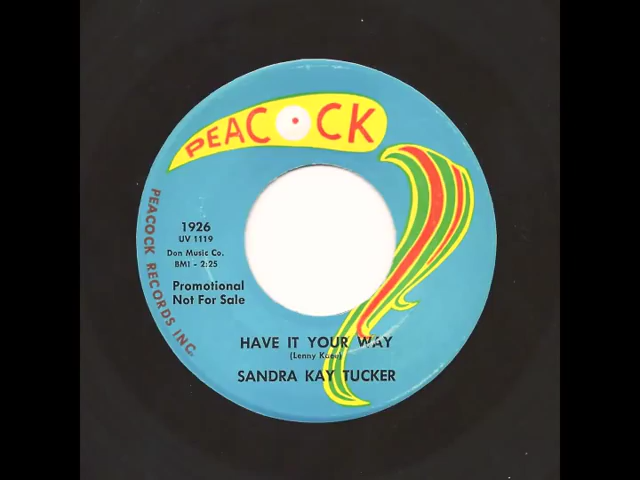 PEACOCK
PEACOCK RECORDS INC.
1926
UV 1119
Don Music Co.
BMI - 2:25
Promotional
Not For Sale
HAVE IT YOUR WAY
(Lenny
SANDRA KAY TUCKER